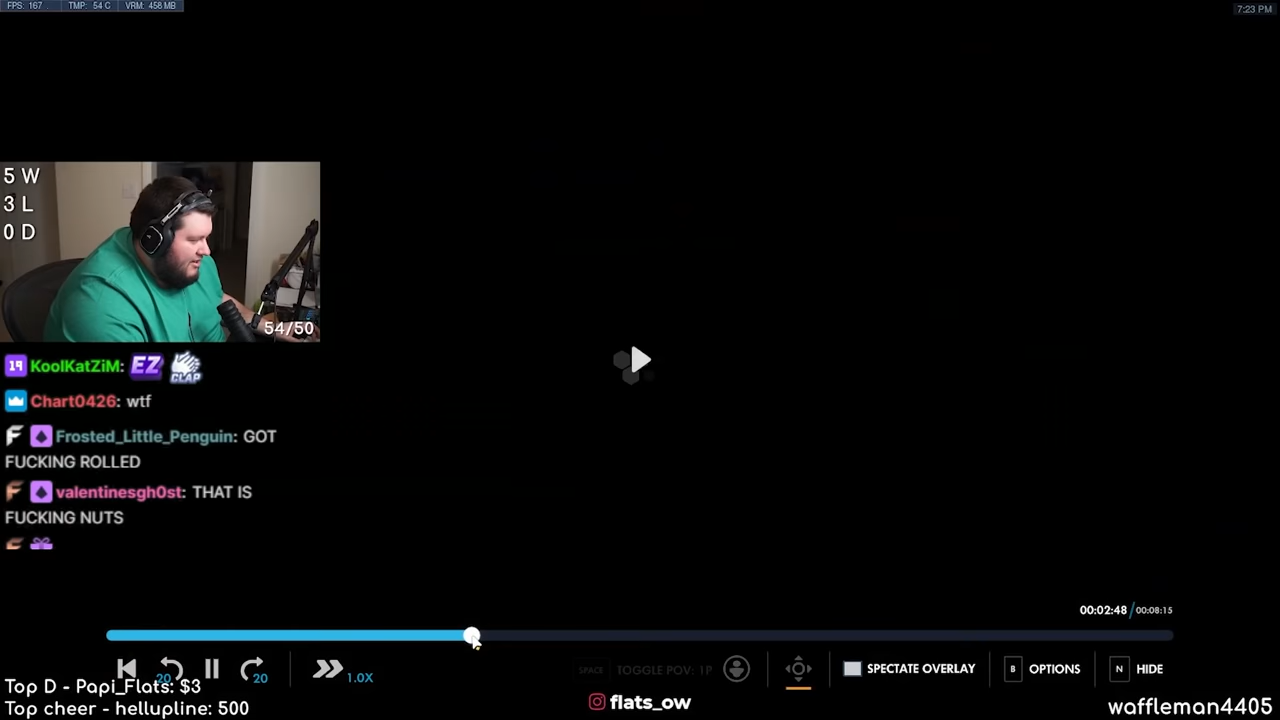 FPS: 167 TMP: 54 C VRM: 458 MB
7:23 PM
5 W
3 L
0 D
54/50
19 KoolKatZiM: EZ CLAP
Chart0426: wtf
Frosted_Little_Penguin: GOT
FUCKING ROLLED
valentinesgh0st: THAT IS
FUCKING NUTS
00:02:48 / 00:08:15
20 20 1.0X SPACE TOGGLE POV: 1P SPECTATE OVERLAY B OPTIONS N HIDE
Top D - Papi_Flats: $3
Top cheer - hellupline: 500
flats_ow
waffleman4405